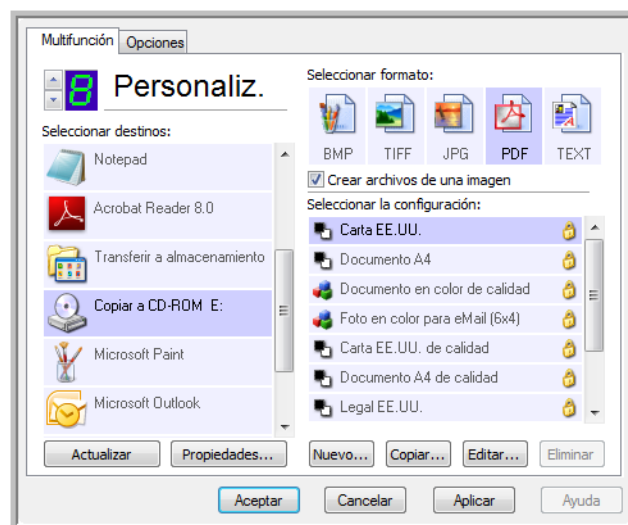 Multifunción
Opciones
8
Personaliz.
Seleccionar destinos:
Notepad
Acrobat Reader 8.0
Transferir a almacenamiento
Copiar a CD-ROM E:
Microsoft Paint
Microsoft Outlook
Actualizar
Propiedades...
Seleccionar formato:
BMP
TIFF
JPG
PDF
TEXT
Crear archivos de una imagen
Seleccionar la configuración:
Carta EE.UU.
Documento A4
Documento en color de calidad
Foto en color para eMail (6x4)
Carta EE.UU. de calidad
Documento A4 de calidad
Legal EE.UU.
Nuevo...
Copiar...
Editar...
Eliminar
Aceptar
Cancelar
Aplicar
Ayuda